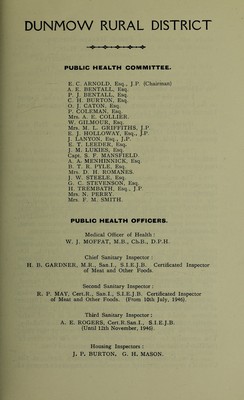 DUNMOW RURAL DISTRICT
PUBLIC HEALTH COMMITTEE.
E. C. ARNOLD, Esq., J.P. (Chairman)
A. E. BENTALL, Esq.
P. J. BENTALL, Esq.
C. H. BURTON, Esq.
O. J. CATON, Esq.
P. COLEMAN, Esq.
Mrs. A. E. COLLIER.
W. GILMOUR, Esq.
Mrs. M. L. GRIFFITHS, J.P.
E. J. HOLLOWAY, Esq., J.P.
J. LANYON, Esq., J.P.
E. T. LEEDER, Esq.
J. M. LUKIES, Esq.
Capt. S. F. MANSFIELD.
A. A. MENHINNICK, Esq.
B. T. R. PYLE, Esq.
Mrs. D. H. ROMANES.
J. W. STEELE, Esq.
G. C. STEVENSON, Esq.
H. TREMBATH, Esq., J.P.
Mrs. N. PERRY.
Mrs. F. M. SMITH.
PUBLIC HEALTH OFFICERS.
Medical Officer of Health :
W. J. MOFFAT, M.B., Ch.B., D.P.H.
Chief Sanitary Inspector :
H. B. GARDNER, M.R., San.I., S.I.E.J.B. Certificated Inspector
of Meat and Other Foods.
Second Sanitary Inspector :
R. P. MAY, Cert.R., San.I., S.I.E.J.B. Certificated Inspector
of Meat and Other Foods. (From 10th July, 1946).
Third Sanitary Inspector :
A. E. ROGERS, Cert.R.San.I., S.I.E.J.B.
(Until 12th November, 1946)
Housing Inspectors :
J. P. BURTON, G. H. MASON.